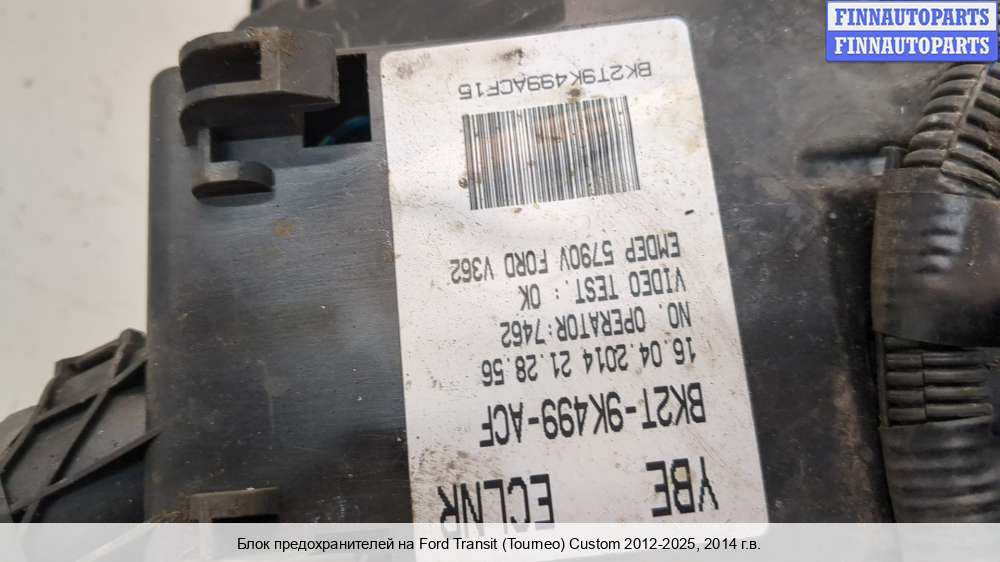 FINNAUTOPARTS
FINNAUTOPARTS
YBE ECLNR
BK2T-9K499-ACF
16.04.2014 21.28.56
NO. OPERATOR:7462
VIDEO TEST.: OK
EMDEP 5790V FORD V362
BK2T9K499ACF15
Блок предохранителей на Ford Transit (Tourneo) Custom 2012-2025, 2014 г.в.